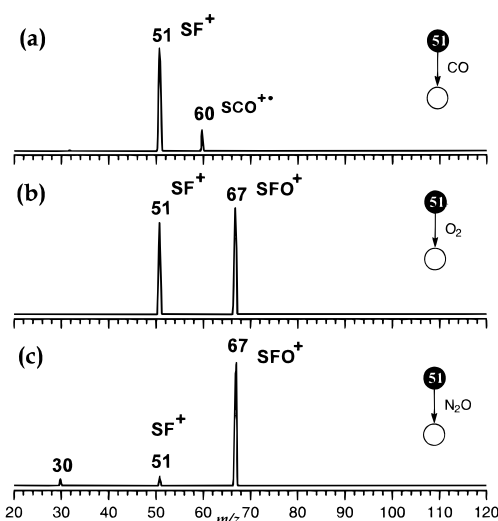 (a)
51 SF+
60 SCO+•
51
CO
(b)
SF+
51
67 SFO+
51
O2
(c)
67
SFO+
SF+
30
51
51
N2O
20 30 40 50 60 70 80 90 100 110 120
m/z